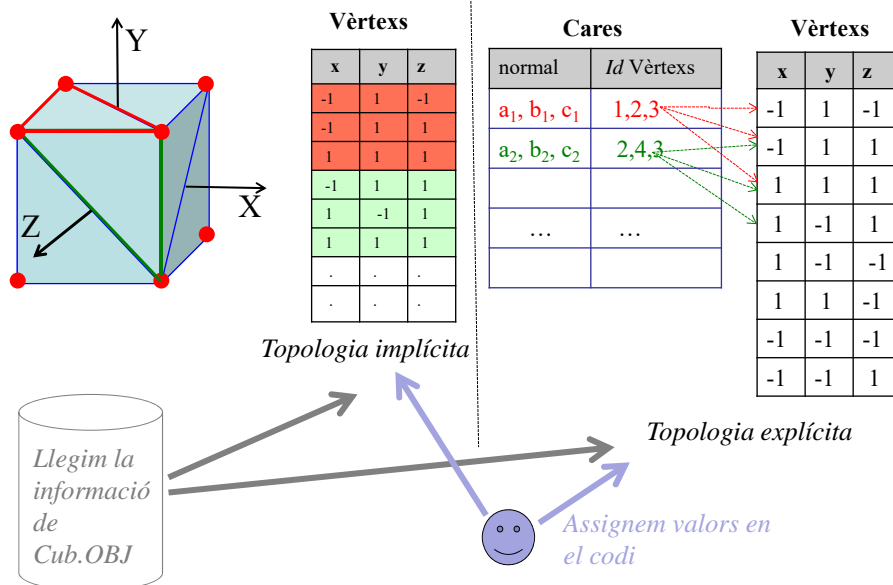 Y
X
Z
Vèrtexs
x y z
-1 1 -1
-1 1 1
1 1 1
-1 1 1
1 -1 1
1 1 1
. . .
. . .
Topologia implícita
Cares
normal Id Vèrtexs
a1, b1, c1 1,2,3
a2, b2, c2 2,4,3
... ...
Vèrtexs
x y z
-1 1 -1
-1 1 1
1 1 1
1 -1 1
1 -1 -1
1 1 -1
-1 -1 -1
-1 -1 1
Topologia explícita
Llegim la
informació
de
Cub.OBJ
Assignem valors en
el codi